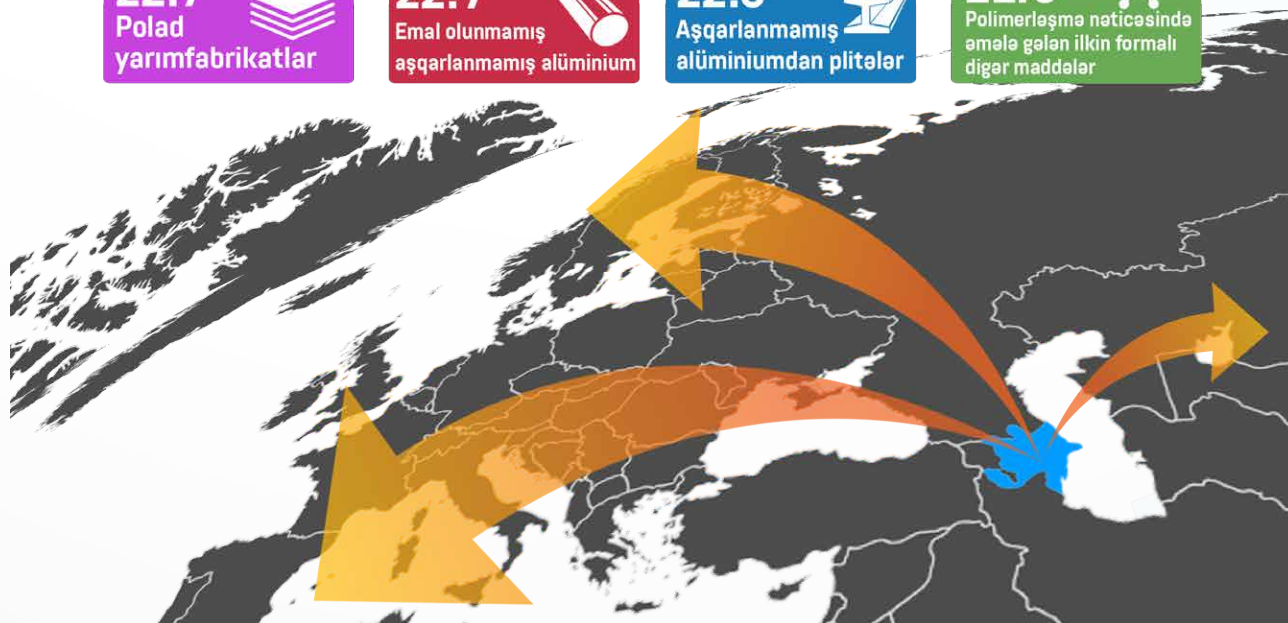 Polad
yarımfabrikatlar
Emal olunmamış
aşqarlanmamış alüminium
Aşqarlanmamış
alüminiumdan plitələr
Polimerləşmə nəticəsində
əmələ gələn ilkin formalı
digər maddələr